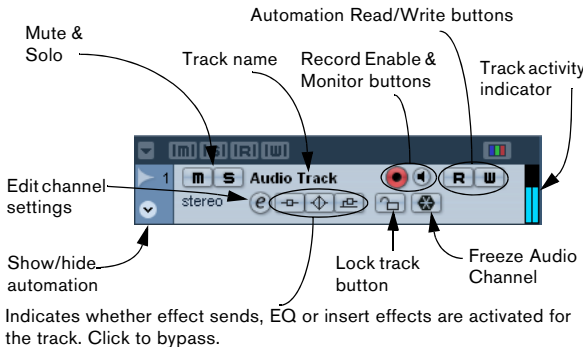 Automation Read/Write buttons
Mute &
Solo
Track name
Record Enable &
Monitor buttons
Track activity
indicator
|m| |S| |R| |W|
1 m S Audio Track R W
stereo e
Edit channel
settings
Show/hide
automation
Lock track
button
Freeze Audio
Channel
Indicates whether effect sends, EQ or insert effects are activated for
the track. Click to bypass.